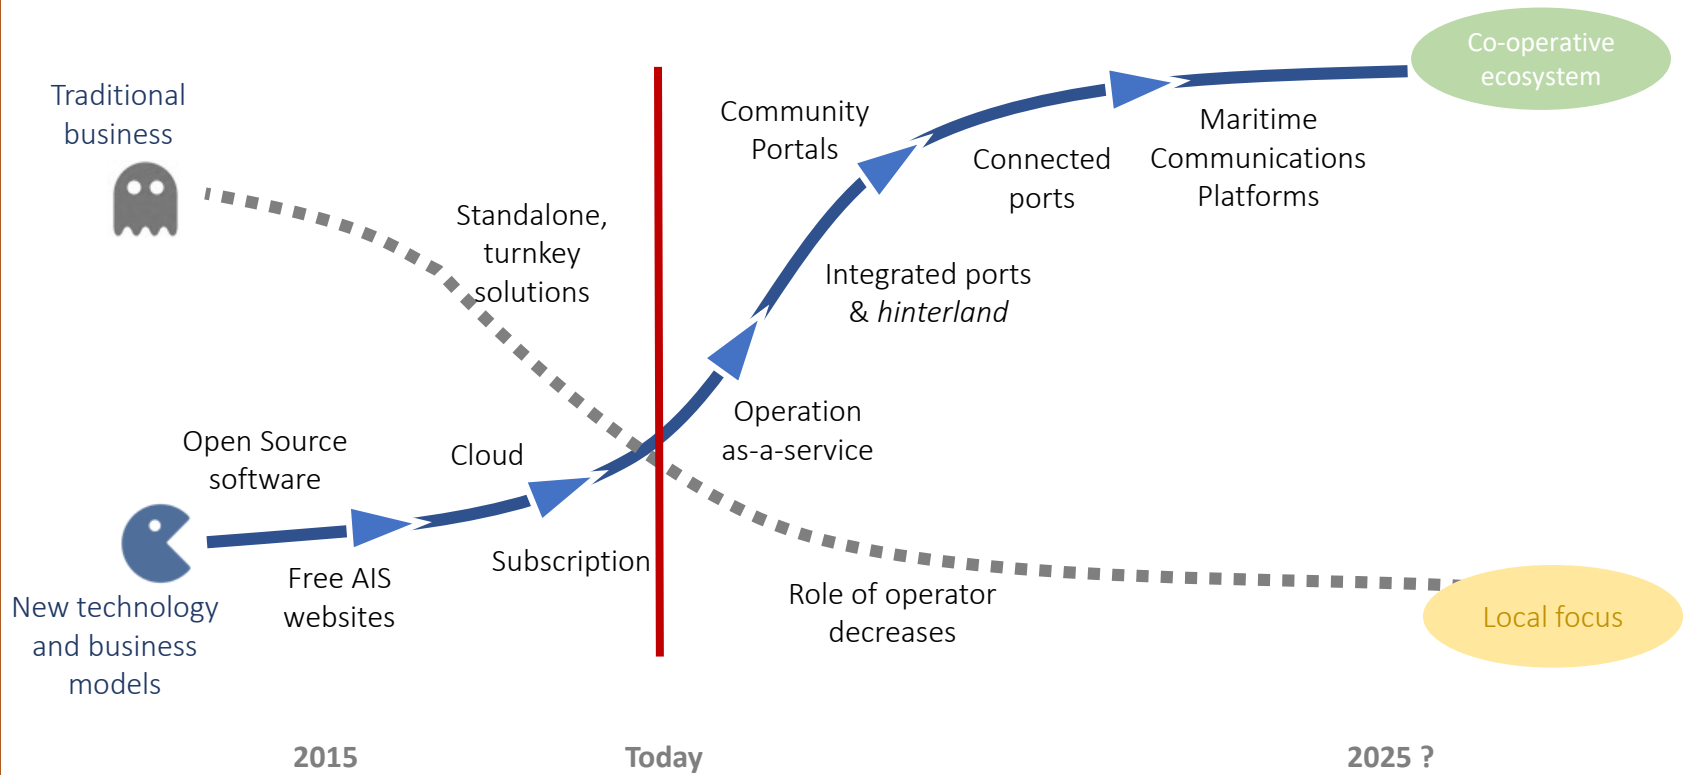 Co-operative
ecosystem
Traditional
business
Community
Portals
Maritime
Communications
Platforms
Connected
ports
Standalone,
turnkey
solutions
Integrated ports
& hinterland
Operation
as-a-service
Open Source
software
Cloud
Subscription
Free AIS
websites
New technology
and business
models
Role of operator
decreases
Local focus
2015
Today
2025 ?